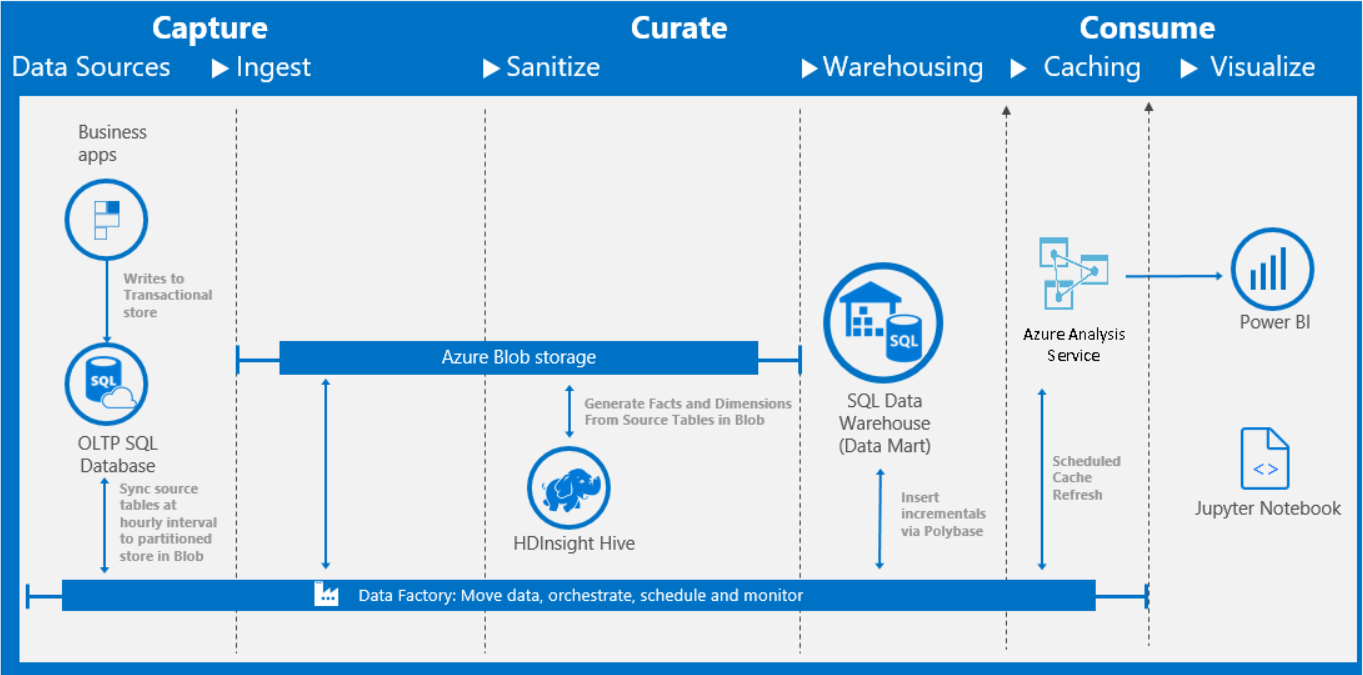 Capture
Curate
Consume
Data Sources
Ingest
Sanitize
Warehousing
Caching
Visualize
Business
apps
Writes to
Transactional
store
SQL
OLTP SQL
Database
Sync source
tables at
hourly interval
to partitioned
store in Blob
Azure Blob storage
Generate Facts and Dimensions
From Source Tables in Blob
HDInsight Hive
SQL
SQL Data
Warehouse
(Data Mart)
Insert
incrementals
via Polybase
Azure Analysis
Service
Scheduled
Cache
Refresh
Power BI
<>
Jupyter Notebook
Data Factory: Move data, orchestrate, schedule and monitor